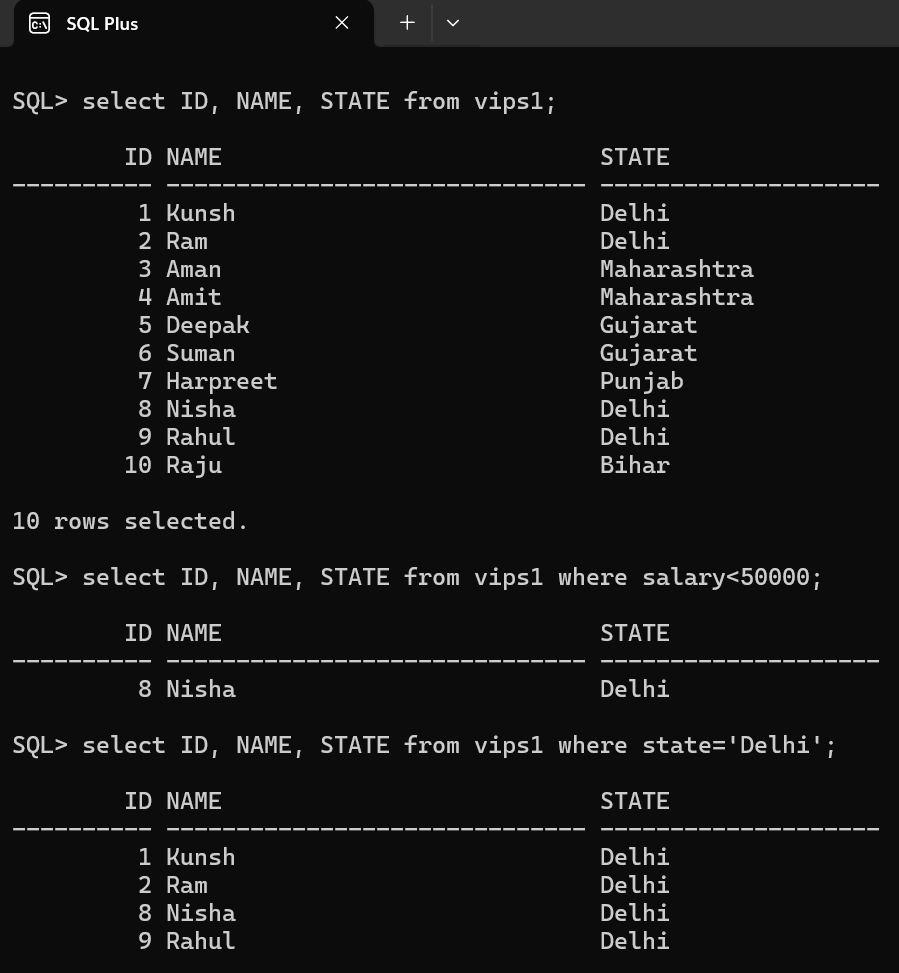 SQL Plus
SQL> select ID, NAME, STATE from vips1;
        ID NAME                           STATE
---------- ------------------------------ --------------------
         1 Kunsh                          Delhi
         2 Ram                            Delhi
         3 Aman                           Maharashtra
         4 Amit                           Maharashtra
         5 Deepak                         Gujarat
         6 Suman                          Gujarat
         7 Harpreet                       Punjab
         8 Nisha                          Delhi
         9 Rahul                          Delhi
        10 Raju                           Bihar
10 rows selected.
SQL> select ID, NAME, STATE from vips1 where salary<50000;
        ID NAME                           STATE
---------- ------------------------------ --------------------
         8 Nisha                          Delhi
SQL> select ID, NAME, STATE from vips1 where state='Delhi';
        ID NAME                           STATE
---------- ------------------------------ --------------------
         1 Kunsh                          Delhi
         2 Ram                            Delhi
         8 Nisha                          Delhi
         9 Rahul                          Delhi